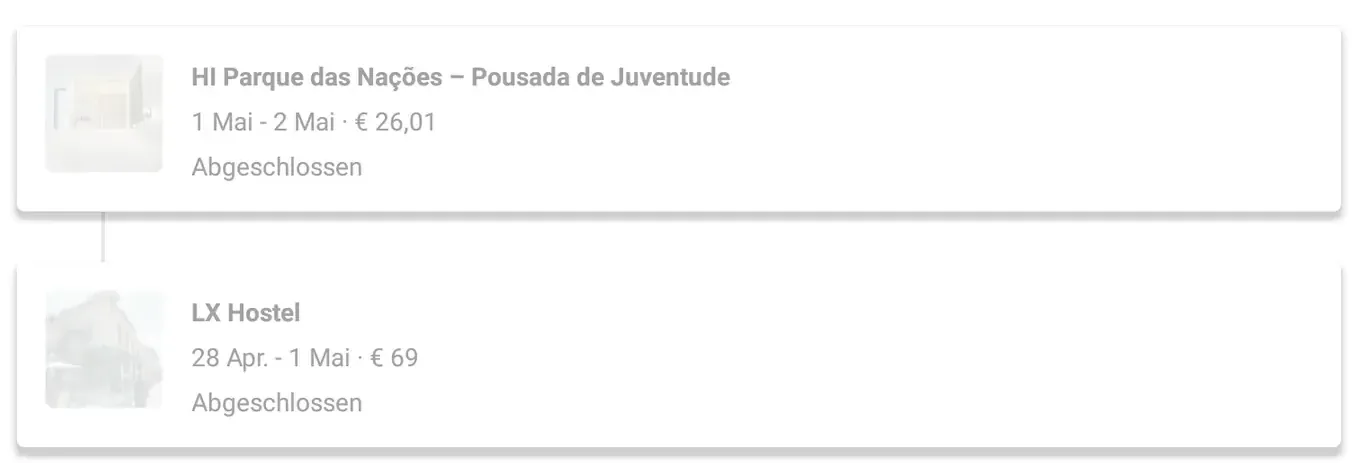 HI Parque das Nações – Pousada de Juventude
1 Mai - 2 Mai · € 26,01
Abgeschlossen
LX Hostel
28 Apr. - 1 Mai · € 69
Abgeschlossen